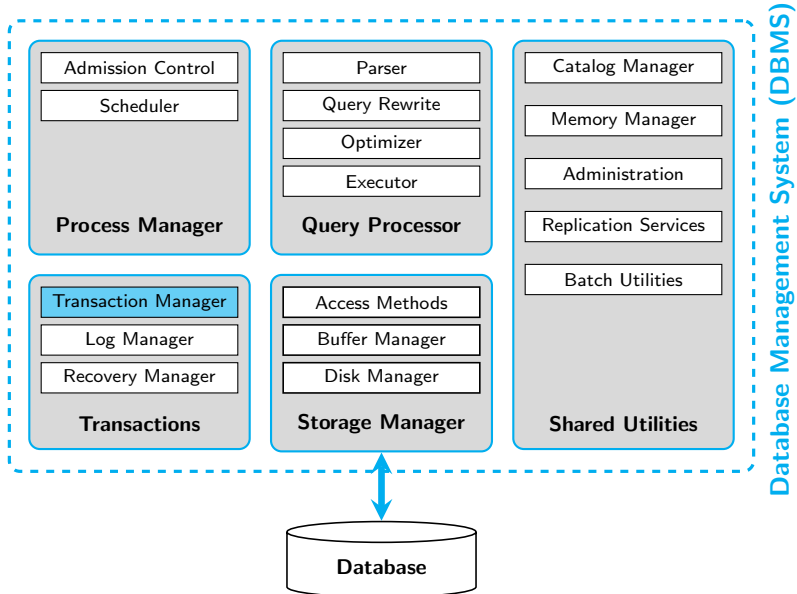 Admission Control
Scheduler
Process Manager
Parser
Query Rewrite
Optimizer
Executor
Query Processor
Catalog Manager
Memory Manager
Administration
Replication Services
Batch Utilities
Shared Utilities
Transaction Manager
Log Manager
Recovery Manager
Transactions
Access Methods
Buffer Manager
Disk Manager
Storage Manager
Database
Database Management System (DBMS)